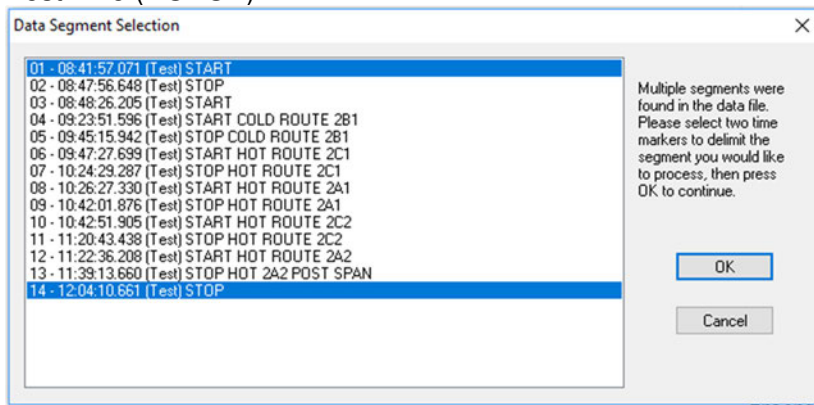 Data Segment Selection
01 - 08:41:57.071 (Test) START
02 - 08:47:56.648 (Test) STOP
03 - 08:48:26.205 (Test) START
04 - 09:23:51.596 (Test) START COLD ROUTE 2B1
05 - 09:45:15.942 (Test) STOP COLD ROUTE 2B1
06 - 09:47:27.699 (Test) START HOT ROUTE 2C1
07 - 10:24:29.287 (Test) STOP HOT ROUTE 2C1
08 - 10:26:27.330 (Test) START HOT ROUTE 2A1
09 - 10:42:01.876 (Test) STOP HOT ROUTE 2A1
10 - 10:42:51.905 (Test) START HOT ROUTE 2C2
11 - 11:20:43.438 (Test) STOP HOT ROUTE 2C2
12 - 11:22:36.208 (Test) START HOT ROUTE 2A2
13 - 11:39:13.660 (Test) STOP HOT 2A2 POST SPAN
14 - 12:04:10.661 (Test) STOP
Multiple segments were
found in the data file.
Please select two time
markers to delimit the
segment you would like
to process, then press
OK to continue.
OK
Cancel